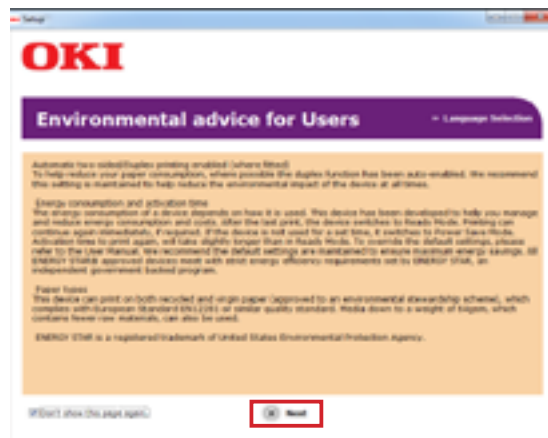 Setup
OKI
Environmental advice for Users
Language Selection
Automatic two-sided/Duplex printing enabled (where fitted)
To help reduce your paper consumption, where possible the duplex function has been auto-enabled. We recommend
this setting is maintained to help reduce the environmental impact of the device at all times.
Energy consumption and activation time
The energy consumption of a device depends on how it is used. This device has been developed to help you manage
and reduce energy consumption and costs. After the last print, the device switches to Ready Mode. Printing can
continue again immediately, if required. If the device is not used for a set time, it switches to Power Save Mode.
Activation time to print again, will take slightly longer than in Ready Mode. To override the default settings, please
refer to the User Manual. We recommend the default settings are maintained to ensure maximum energy savings. All
ENERGY STAR® approved devices meet with strict energy efficiency requirements set by ENERGY STAR, an
independent government backed program.
Paper types
This device can print on both recycled and virgin paper (approved to an environmental stewardship scheme), which
complies with European Standard EN12281 or similar quality standard. Media down to a weight of 64gsm, which
contains fewer raw materials, can also be used.
ENERGY STAR is a registered trademark of United States Environmental Protection Agency.
Don't show this page again.
Next